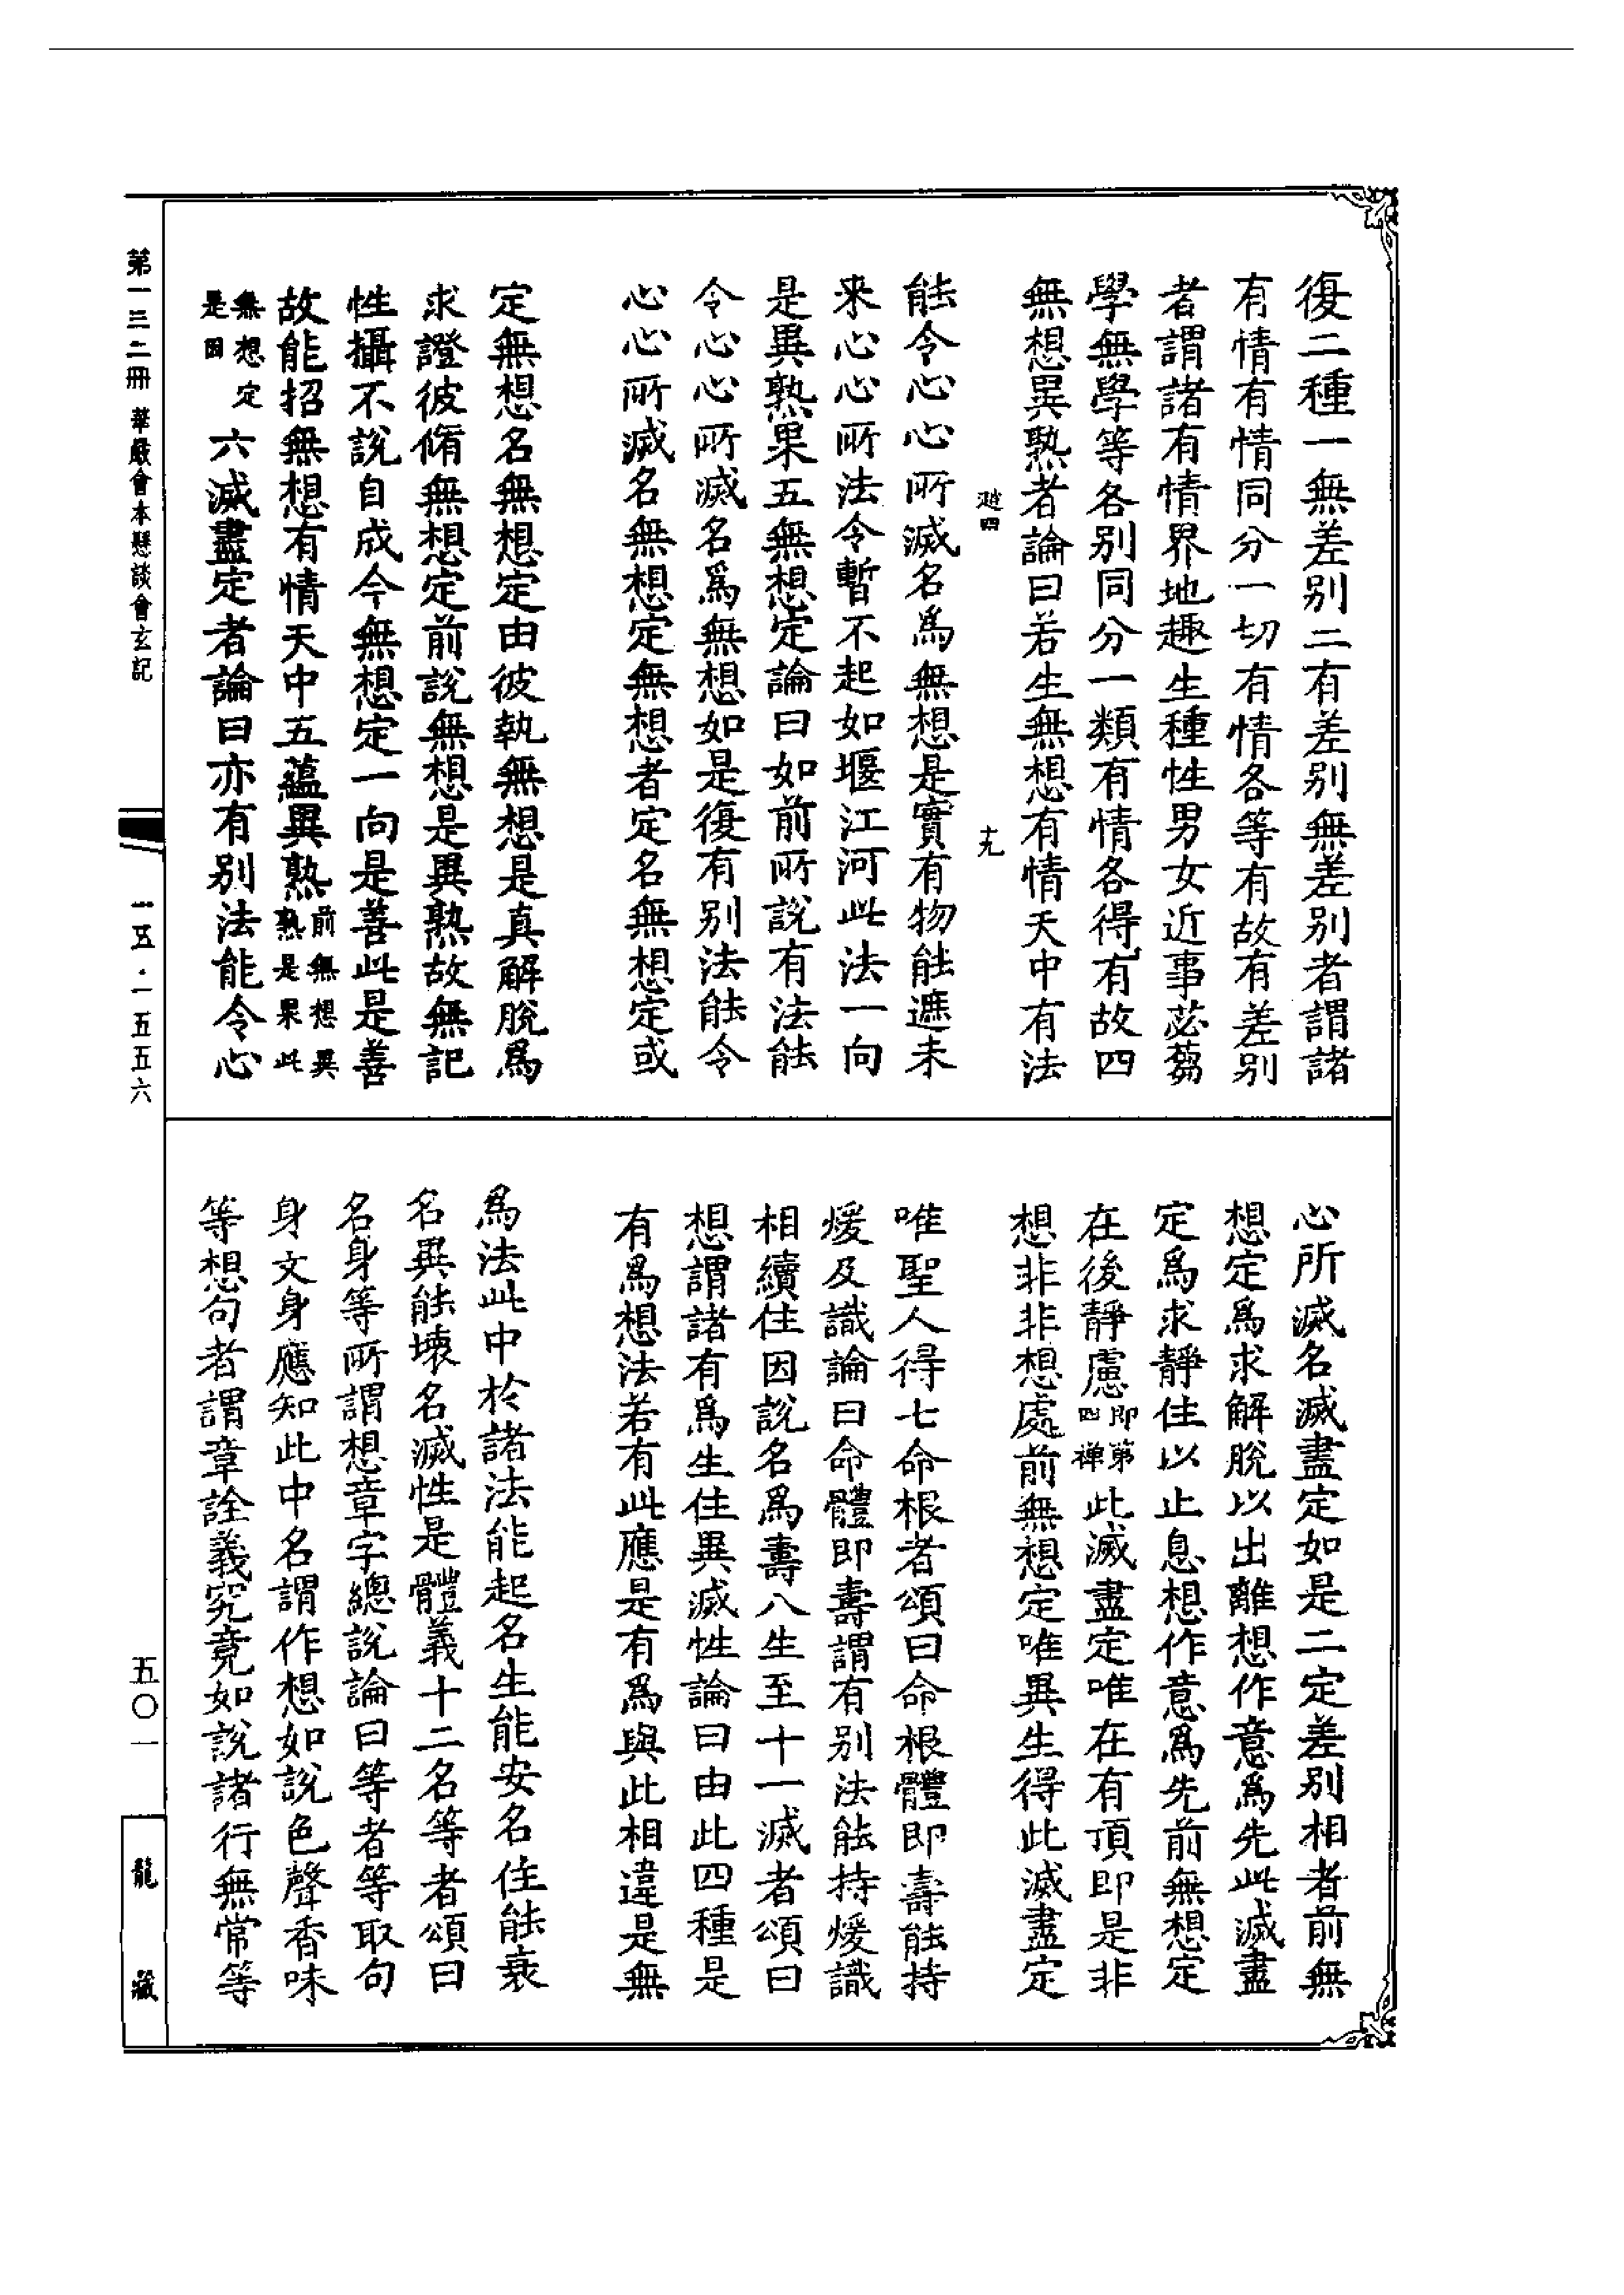 復二種一無差別二有差別無差別者謂諸
有情有情同分一切有情各等有故有差別
者謂諸有情界地趣生種性男女近事苾蒭
學無學等各別同分一類有情各得有故四
無想異熟者論曰若生無想有情天中有法
十九
能令心心所滅名為無想是實有物能遮未
来心心所法令暫不起如堰江河此法一向
是異熟果五無想定論曰如前所說有法能
令心心所滅名爲無想如是復有別法能令
心心所滅名無想定無想者定名無想定或
定無想名無想定由彼執無想是真解脫爲
求證彼脩無想定前說無想是異熟故無記
性攝不說自成今無想定一向是善此是善
故能招無想有情天中五蘊異熟前無想異熟是果此
無想定是因六滅盡定者論曰亦有別法能令心
心所滅名滅盡定如是二定差別相者前無
想定爲求解脫以出離想作意爲先此滅盡
定爲求靜住以止息想作意爲先前無想定
在後靜慮即第四禪此滅盡定唯在有頂即是非
想非非想處前無想定唯異生得此滅盡定
唯聖人得七命根者頌曰命根體即壽能持
煖及識論曰命體即壽謂有別法能持煖識
相續住因說名爲壽八生至十一滅者頌曰
想謂諸有爲生住異滅性論曰由此四種是
有爲想法若有此應是有爲與此相違是無
爲法此中於諸法能起名生能安名住能衰
名異能壞名滅性是體義十二名等者頌曰
名身等所謂想章字總說論曰等者等取句
身文身應知此中名謂作想如說色聲香味
等想句者謂章詮義究竟如說諸行無常等
第一三二冊 華嚴會本懸談會玄記
一五·一五五六
五〇一
龍藏